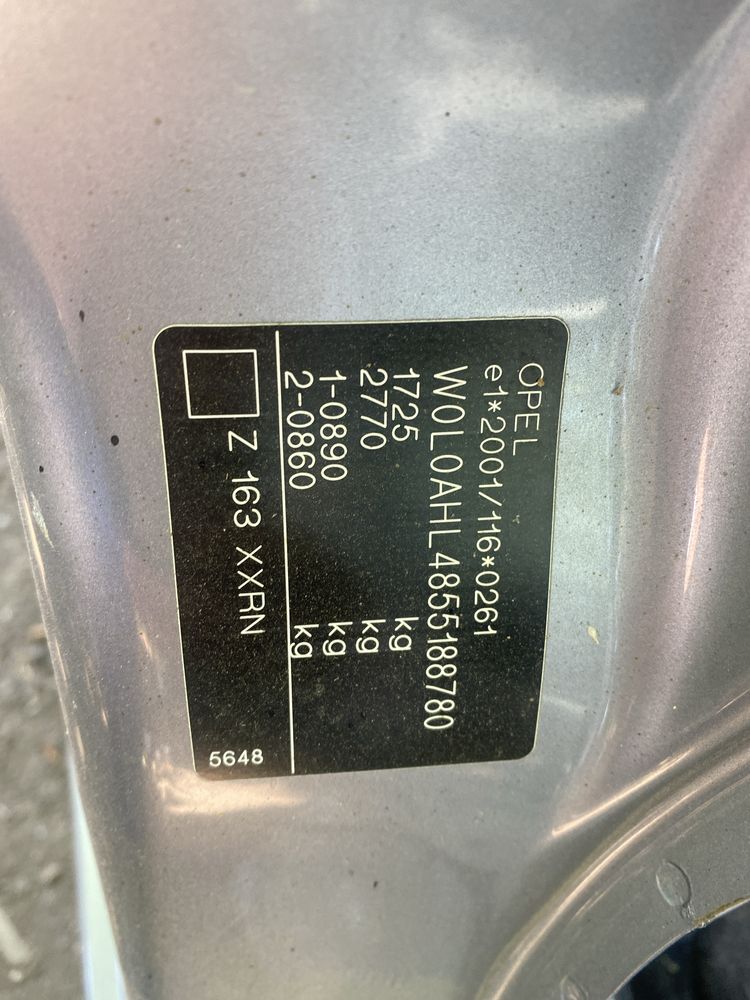 OPEL
e1*2001/116*0261
W0L0AHL4855188780
1725 kg
2770 kg
1-0890 kg
2-0860 kg
Z 163 XXRN
5648